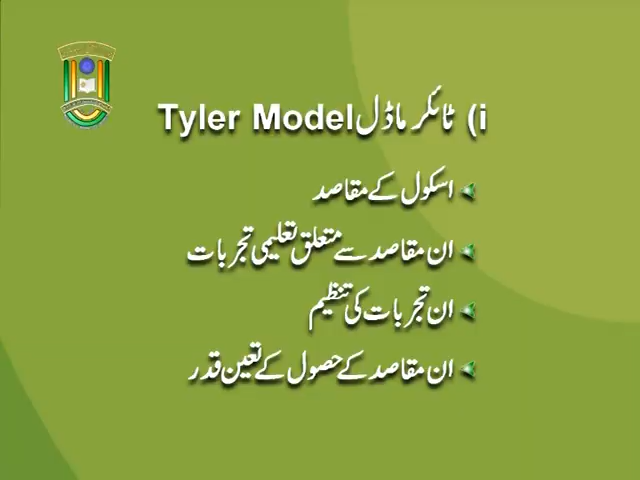 i) ٹائلر ماڈل Tyler Model
اسکول کے مقاصد
ان مقاصد سے متعلق تعلیمی تجربات
ان تجربات کی تنظیم
ان مقاصد کے حصول کے تعین قدر